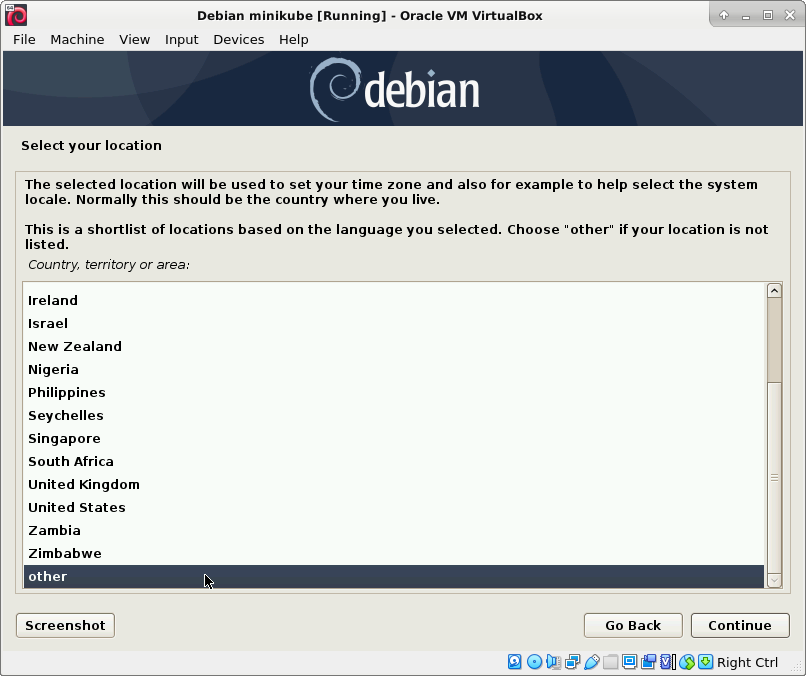 Debian minikube [Running] - Oracle VM VirtualBox
File Machine View Input Devices Help
debian
Select your location
The selected location will be used to set your time zone and also for example to help select the system
locale. Normally this should be the country where you live.
This is a shortlist of locations based on the language you selected. Choose "other" if your location is not
listed.
Country, territory or area:
Ireland
Israel
New Zealand
Nigeria
Philippines
Seychelles
Singapore
South Africa
United Kingdom
United States
Zambia
Zimbabwe
other
Screenshot Go Back Continue
Right Ctrl